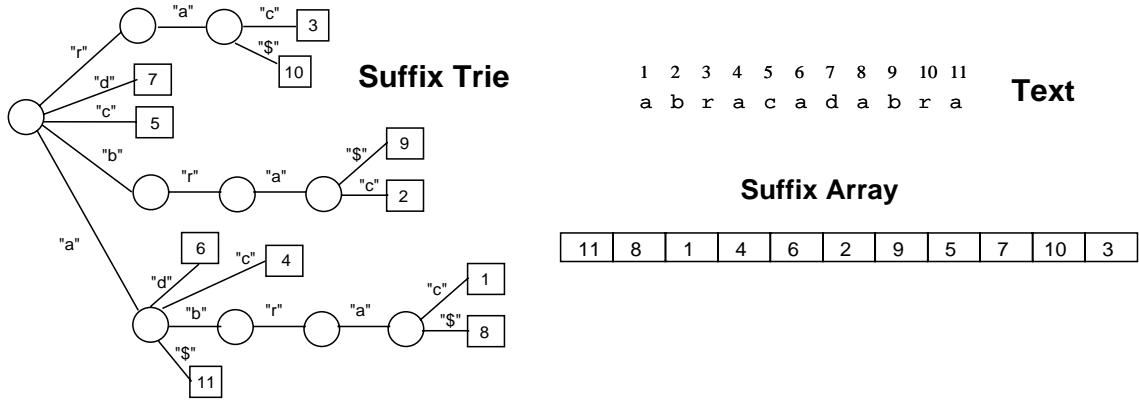 "a" "c" 3
"r" "$" 10
Suffix Trie
"d" 7
"c" 5
"b" "r" "a" "$" 9
"c" 2
"a" "d" 6 "c" 4
"b" "r" "a" "c" 1
"$" 8
"$" 11
1 2 3 4 5 6 7 8 9 10 11
a b r a c a d a b r a
Text
Suffix Array
11 8 1 4 6 2 9 5 7 10 3